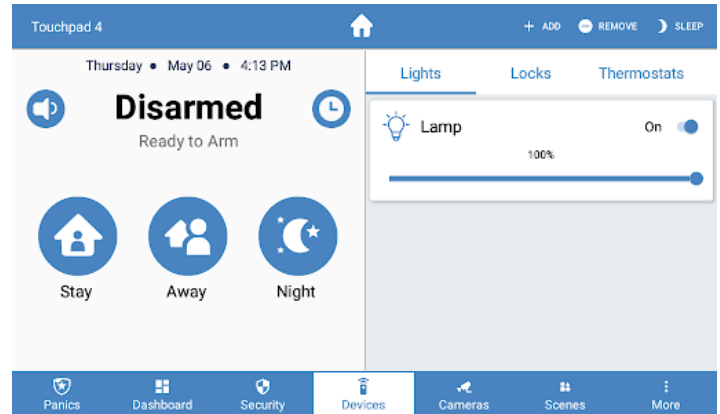 Touchpad 4
+ ADD
REMOVE
SLEEP
Thursday • May 06 • 4:13 PM
Disarmed
Ready to Arm
Stay
Away
Night
Lights
Locks
Thermostats
Lamp
On
100%
Panics
Dashboard
Security
Devices
Cameras
Scenes
More